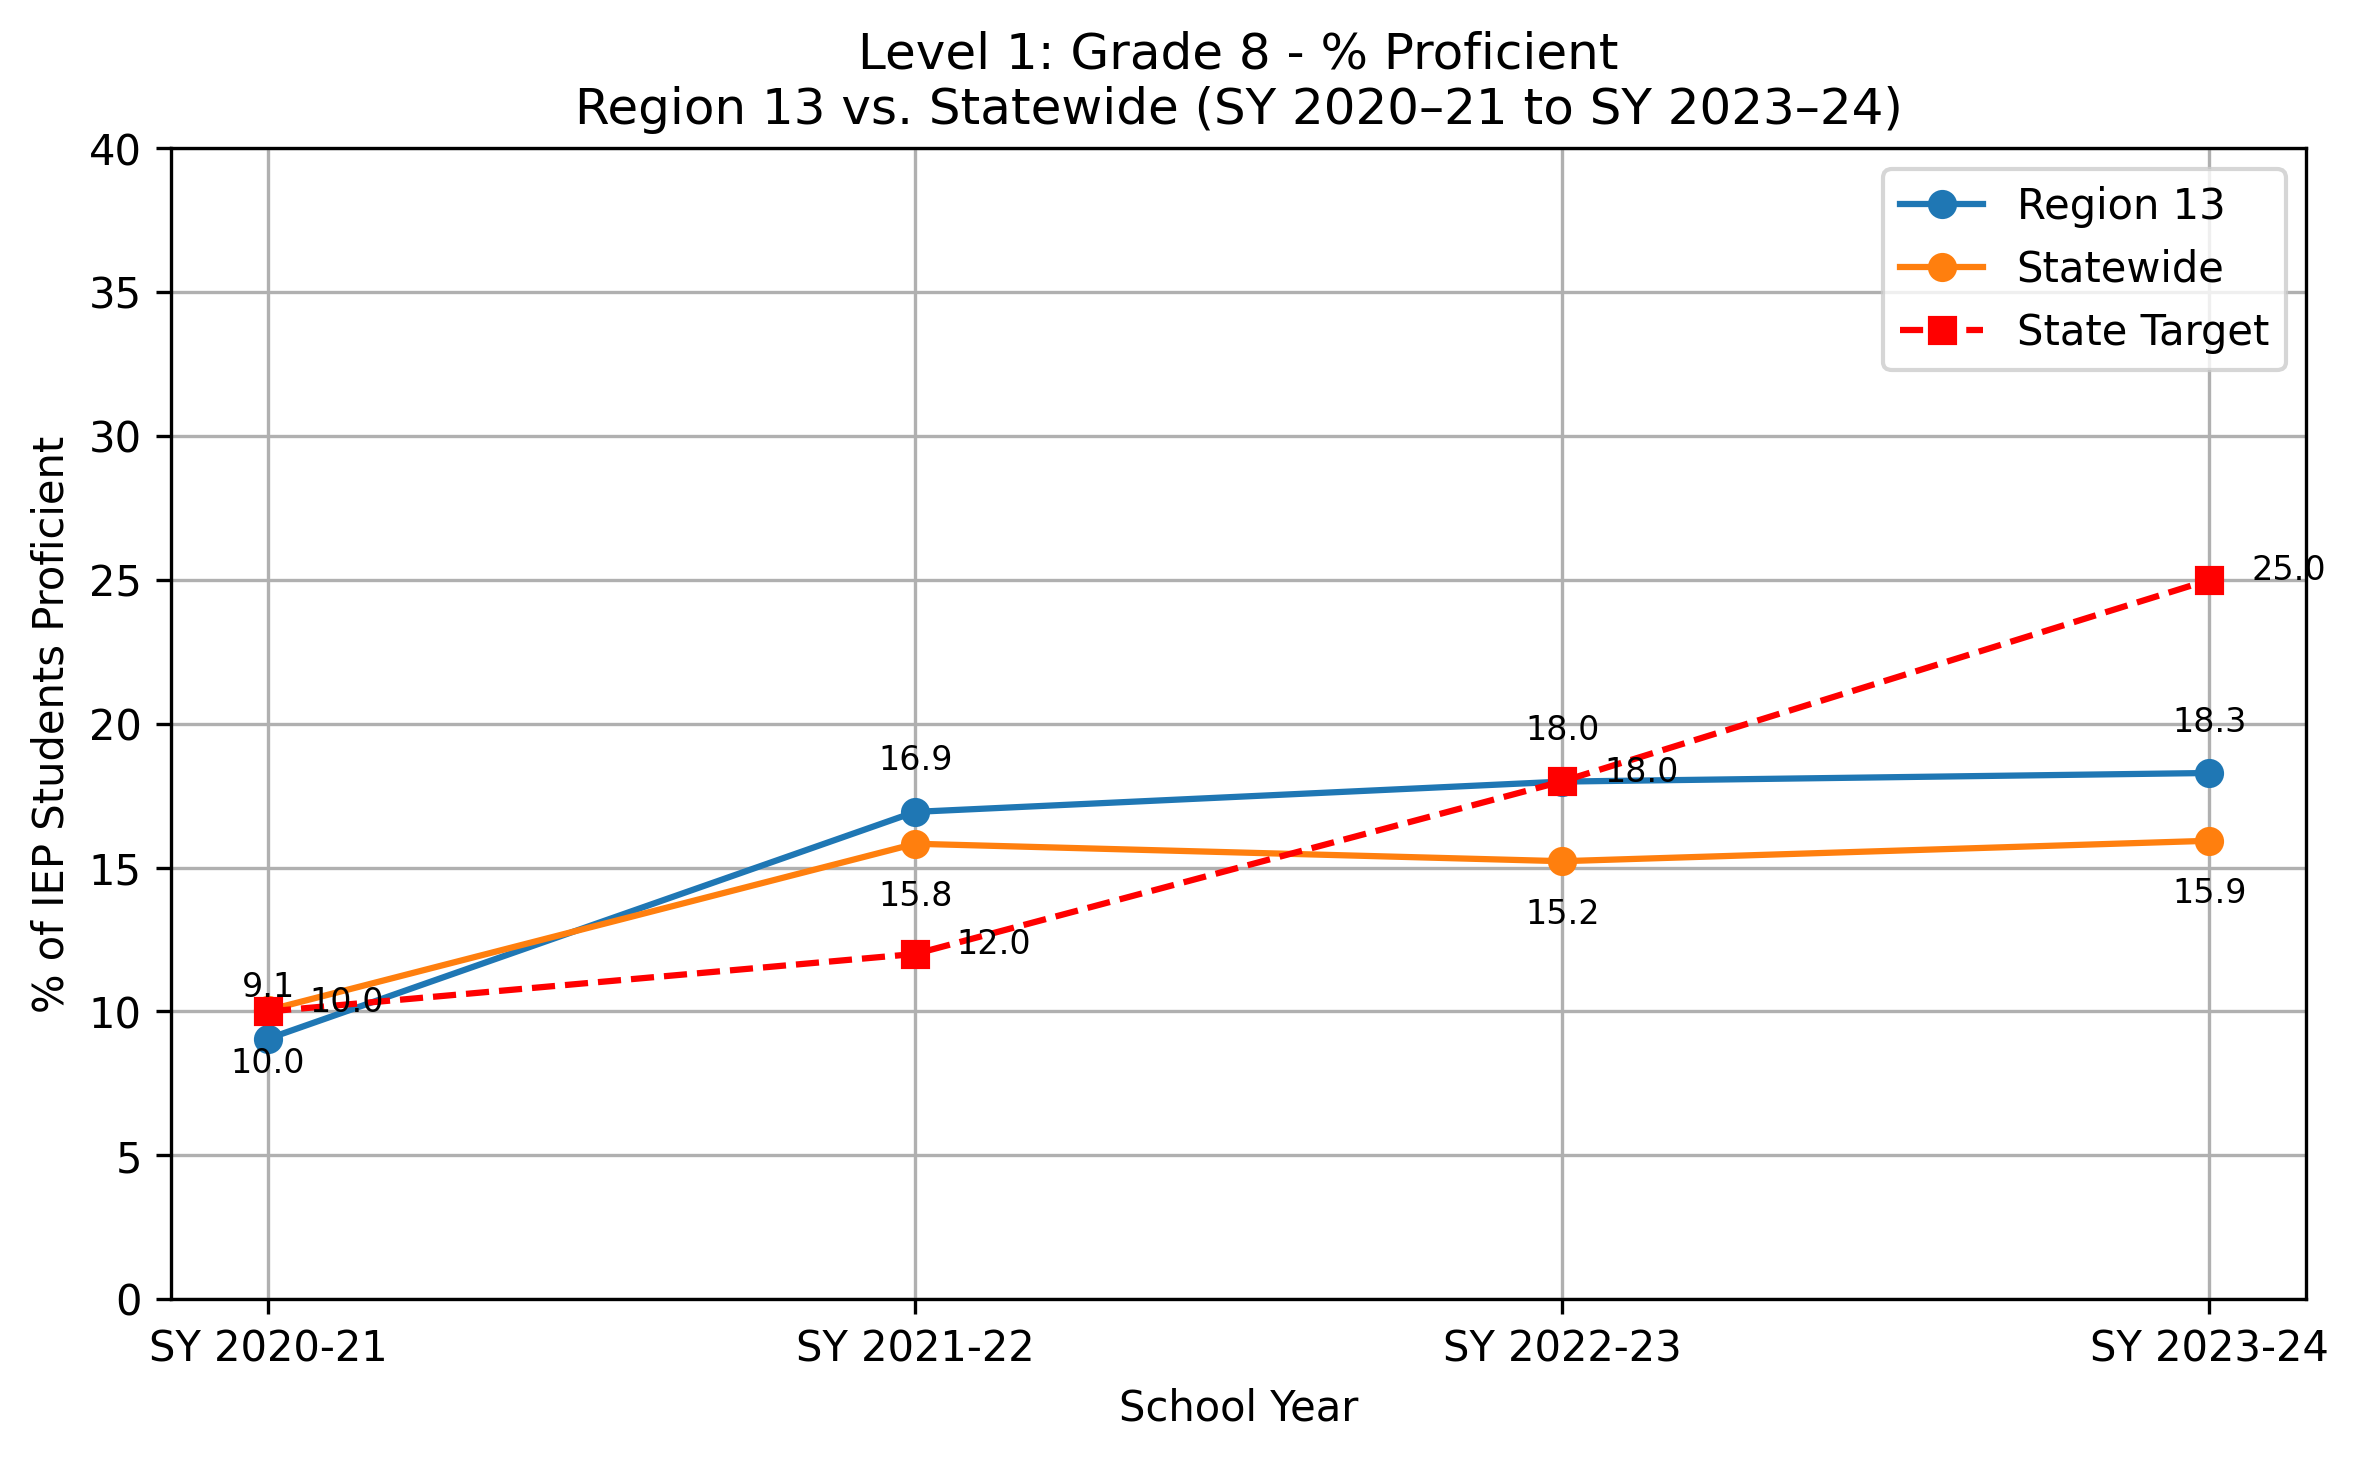 Level 1: Grade 8 - % Proficient
Region 13 vs. Statewide (SY 2020–21 to SY 2023–24)
% of IEP Students Proficient
40
35
30
25
20
15
10
5
0
Region 13
Statewide
State Target
9.1
10.0
10.0
16.9
15.8
12.0
18.0
18.0
15.2
25.0
18.3
15.9
SY 2020-21
SY 2021-22
SY 2022-23
SY 2023-24
School Year